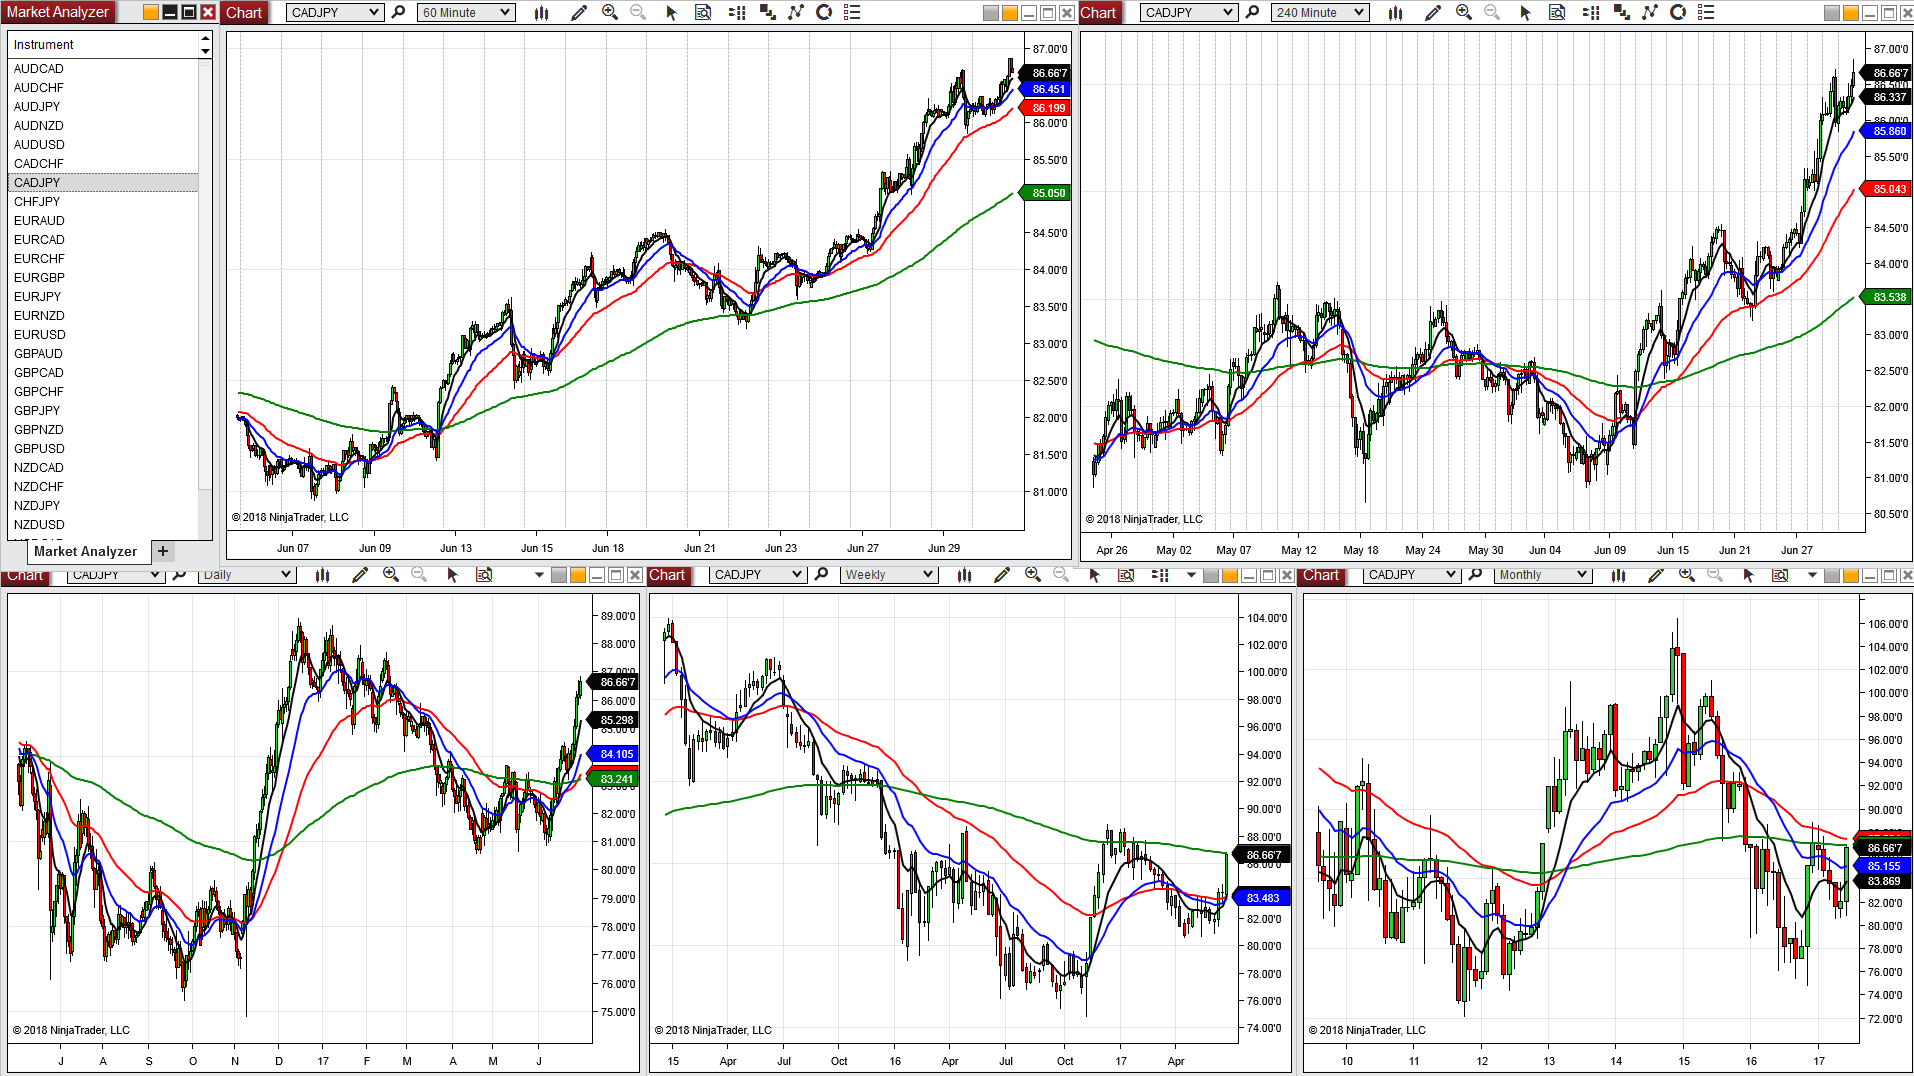 Market Analyzer
Instrument
AUDCAD
AUDCHF
AUDJPY
AUDNZD
AUDUSD
CADCHF
CADJPY
CHFJPY
EURAUD
EURCAD
EURCHF
EURGBP
EURJPY
EURNZD
EURUSD
GBPAUD
GBPCAD
GBPCHF
GBPJPY
GBPNZD
GBPUSD
NZDCAD
NZDCHF
NZDJPY
NZDUSD
Market Analyzer +
Chart CADJPY 60 Minute
87.00'0
86.66'7
86.451
86.199
86.00'0
85.50'0
85.050
84.50'0
84.00'0
83.50'0
83.00'0
82.50'0
82.00'0
81.50'0
81.00'0
© 2018 NinjaTrader, LLC
Jun 07 Jun 09 Jun 13 Jun 15 Jun 18 Jun 21 Jun 23 Jun 27 Jun 29
Chart CADJPY 240 Minute
87.00'0
86.66'7
86.337
85.860
85.50'0
85.043
84.50'0
84.00'0
83.538
83.00'0
82.50'0
82.00'0
81.50'0
81.00'0
80.50'0
© 2018 NinjaTrader, LLC
Apr 26 May 02 May 07 May 12 May 18 May 24 May 30 Jun 04 Jun 09 Jun 15 Jun 21 Jun 27
Chart CADJPY Daily
89.00'0
88.00'0
87.00'0
86.66'7
86.00'0
85.298
85.00'0
84.105
83.241
83.00'0
82.00'0
81.00'0
80.00'0
79.00'0
78.00'0
77.00'0
76.00'0
75.00'0
© 2018 NinjaTrader, LLC
J A S O N D 17 F M A M J
Chart CADJPY Weekly
104.00'0
102.00'0
100.00'0
98.00'0
96.00'0
94.00'0
92.00'0
90.00'0
88.00'0
86.66'7
86.00'0
83.483
82.00'0
80.00'0
78.00'0
76.00'0
74.00'0
© 2018 NinjaTrader, LLC
15 Apr Jul Oct 16 Apr Jul Oct 17 Apr
Chart CADJPY Monthly
106.00'0
104.00'0
102.00'0
100.00'0
98.00'0
96.00'0
94.00'0
92.00'0
90.00'0
86.66'7
85.155
83.869
82.00'0
80.00'0
78.00'0
76.00'0
74.00'0
72.00'0
© 2018 NinjaTrader, LLC
10 11 12 13 14 15 16 17